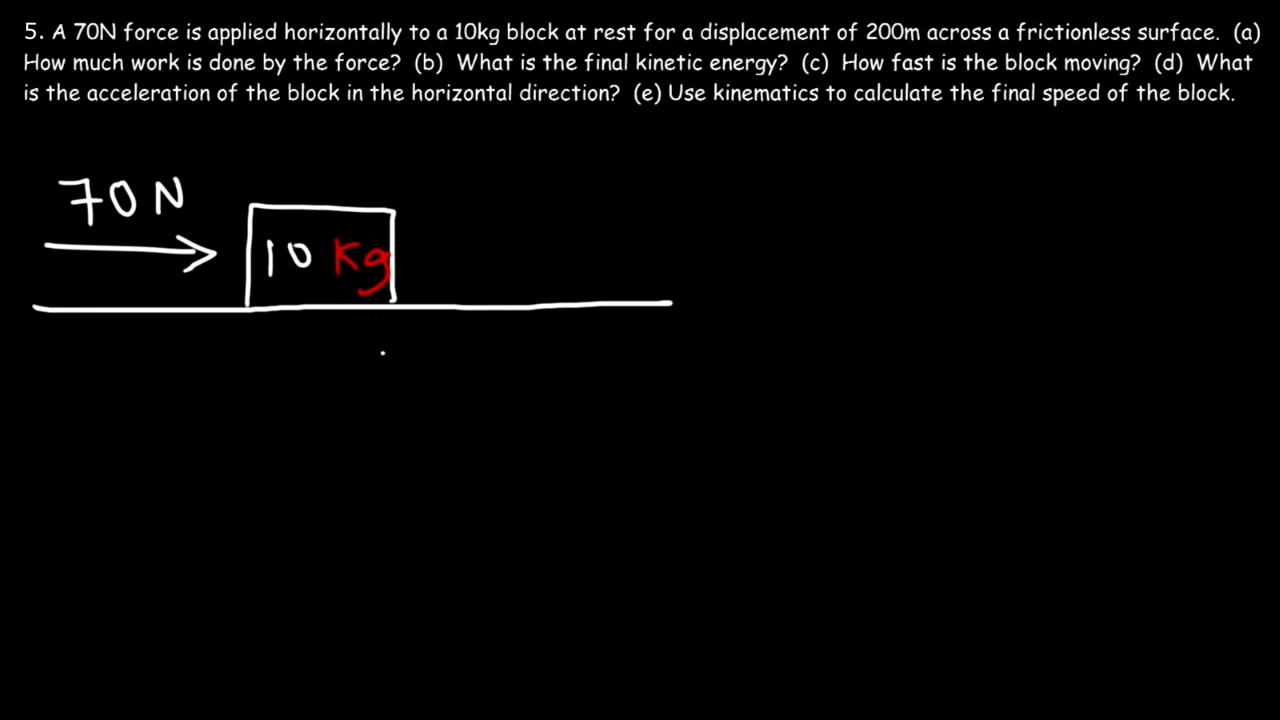 5. A 70N force is applied horizontally to a 10kg block at rest for a displacement of 200m across a frictionless surface. (a)
How much work is done by the force? (b) What is the final kinetic energy? (c) How fast is the block moving? (d) What
is the acceleration of the block in the horizontal direction? (e) Use kinematics to calculate the final speed of the block.
70 N
10 kg